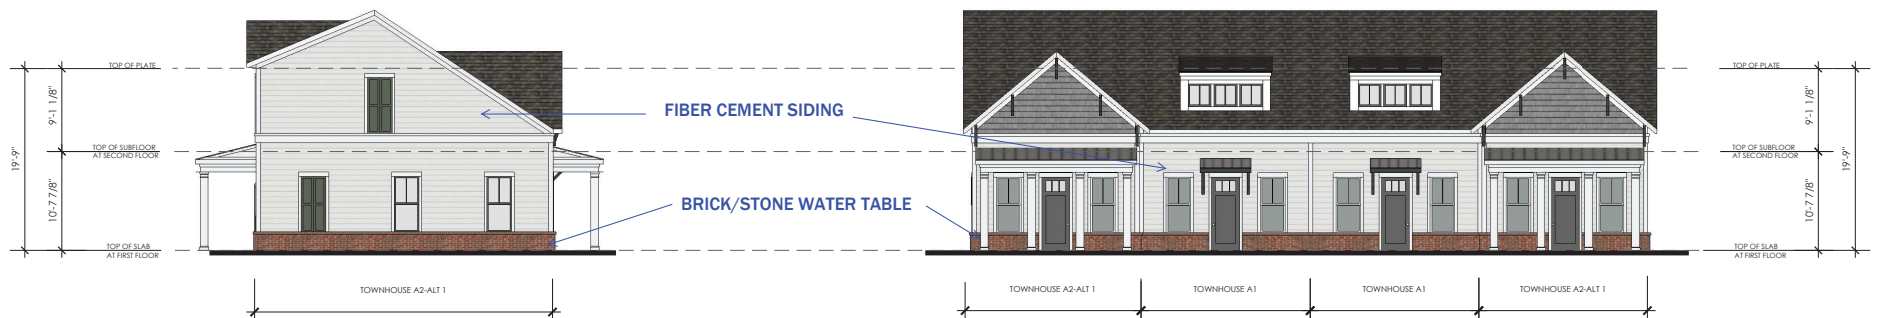 TOP OF PLATE
9'-1 1/8"
19'-9"
TOP OF SUBFLOOR
AT SECOND FLOOR
10'-7 7/8"
TOP OF SLAB
AT FIRST FLOOR
TOWNHOUSE A2-ALT 1
FIBER CEMENT SIDING
BRICK/STONE WATER TABLE
TOP OF PLATE
9'-1 1/8"
TOP OF SUBFLOOR
AT SECOND FLOOR
19'-9"
10'-7 7/8"
TOP OF SLAB
AT FIRST FLOOR
TOWNHOUSE A2-ALT 1
TOWNHOUSE A1
TOWNHOUSE A1
TOWNHOUSE A2-ALT 1